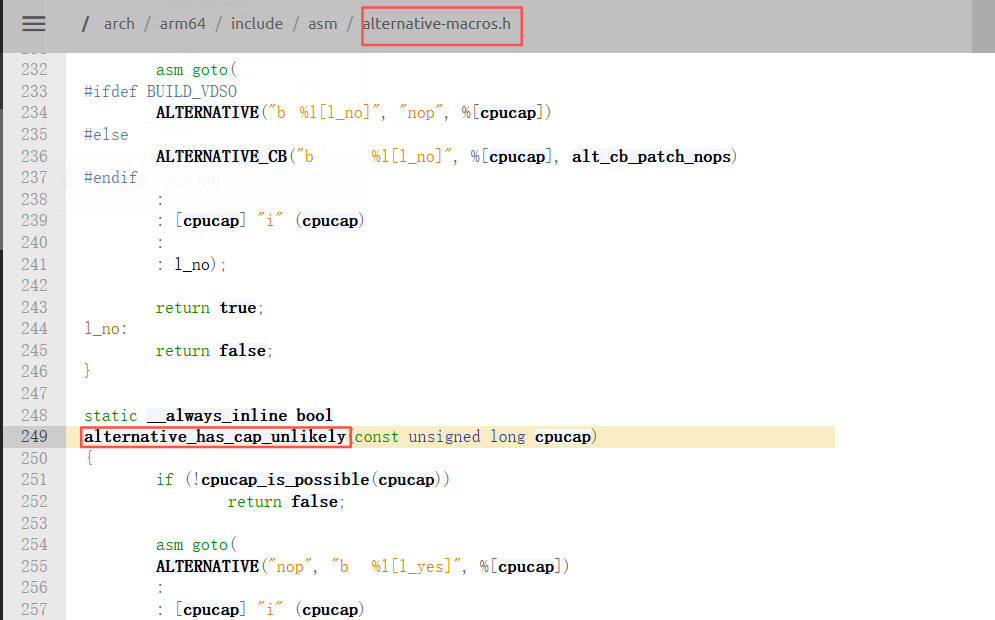 / arch / arm64 / include / asm / alternative-macros.h
232 asm goto(
233 #ifdef BUILD_VDSO
234 ALTERNATIVE("b %l[l_no]", "nop", %[cpucap])
235 #else
236 ALTERNATIVE_CB("b %l[l_no]", %[cpucap], alt_cb_patch_nops)
237 #endif
238 :
239 : [cpucap] "i" (cpucap)
240 :
241 : l_no);
242
243 return true;
244 l_no:
245 return false;
246 }
247
248 static __always_inline bool
249 alternative_has_cap_unlikely(const unsigned long cpucap)
250 {
251 if (!cpucap_is_possible(cpucap))
252 return false;
253
254 asm goto(
255 ALTERNATIVE("nop", "b %l[l_yes]", %[cpucap])
256 :
257 : [cpucap] "i" (cpucap)